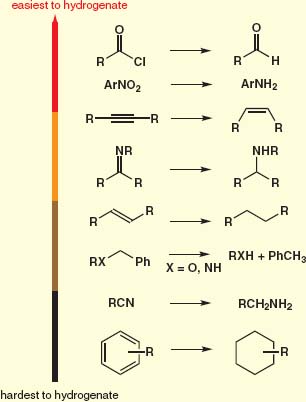 easiest to hydrogenate
O O
R Cl R H
ArNO₂ ArNH₂
R R R R
NR NHR
R R R R
R R R R
RX Ph X = O, NH RXH + PhCH₃
RCN RCH₂NH₂
R R
hardest to hydrogenate